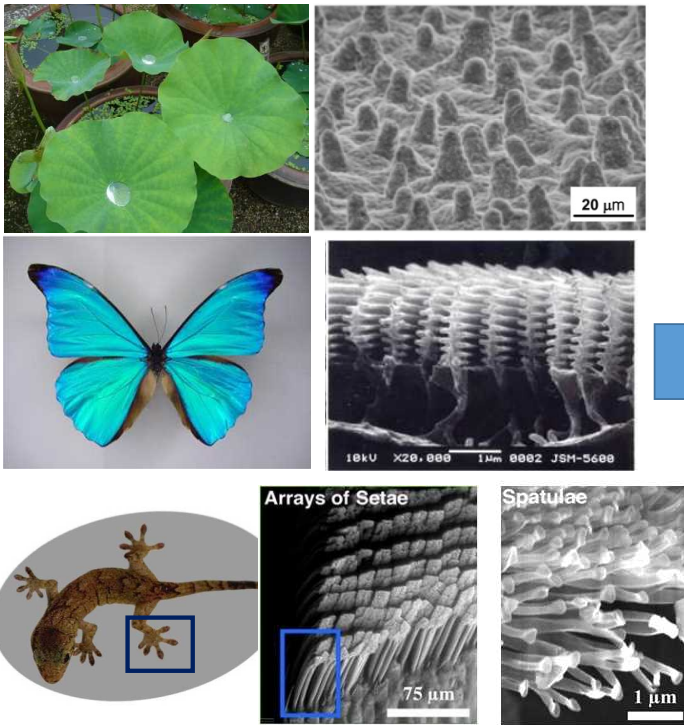 20 µm
10kV X20,000 1µm 0002 JSM-5600
Arrays of Setae
Spatulae
75 µm
1 µm